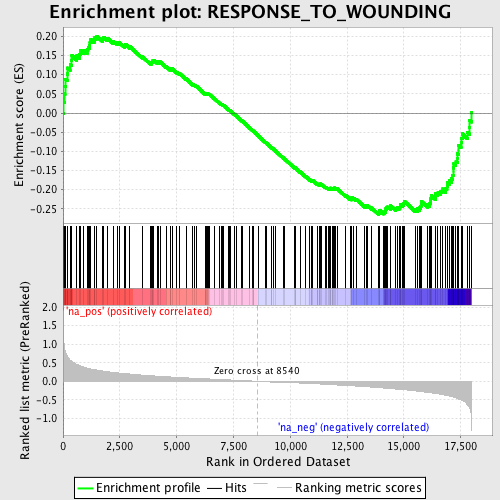 Enrichment plot: RESPONSE_TO_WOUNDING
Enrichment score (ES)
0.20
0.15
0.10
0.05
0.00
-0.05
-0.10
-0.15
-0.20
-0.25
'na_pos' (positively correlated)
Ranked list metric (PreRanked)
2.0
1.5
1.0
0.5
0.0
-0.5
-1.0
Zero cross at 8540
'na_neg' (negatively correlated)
0
2,500
5,000
7,500
10,000
12,500
15,000
17,500
Rank in Ordered Dataset
Enrichment profile
Hits
Ranking metric scores